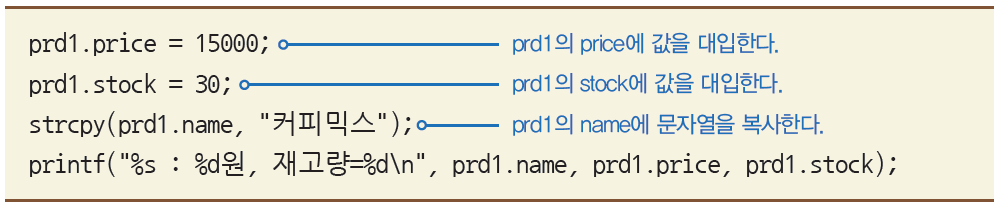 prd1.price = 15000; prd1의 price에 값을 대입한다.
prd1.stock = 30; prd1의 stock에 값을 대입한다.
strcpy(prd1.name, "커피믹스"); prd1의 name에 문자열을 복사한다.
printf("%s : %d원, 재고량=%d\n", prd1.name, prd1.price, prd1.stock);